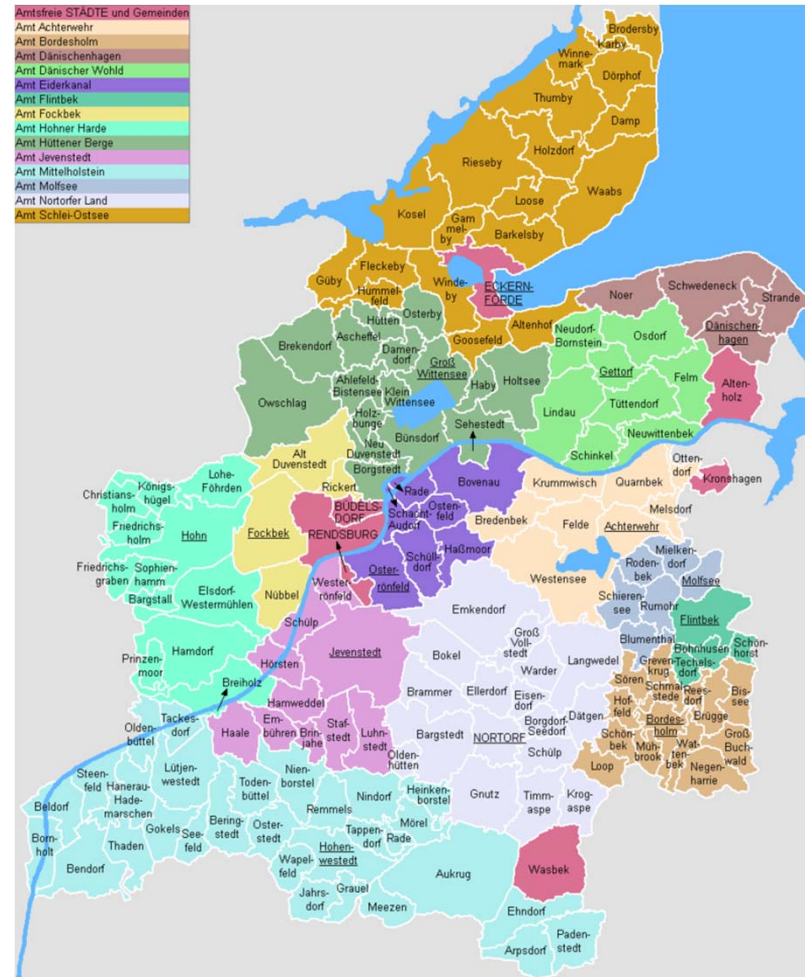 Amtsfreie STÄDTE und Gemeinden
Amt Achterwehr
Amt Bordesholm
Amt Dänischenhagen
Amt Dänischer Wohld
Amt Eiderkanal
Amt Flintbek
Amt Fockbek
Amt Hohner Harde
Amt Hüttener Berge
Amt Jevenstedt
Amt Mittelholstein
Amt Molfsee
Amt Nortorfer Land
Amt Schlei-Ostsee
Brodersby
Karby
Winne-
mark
Dörphof
Thumby
Damp
Holzdorf
Rieseby
Waabs
Loose
Kosel
Gam-
melby
Barkelsby
Fleckeby
Güby
Hummel-
feld
Winde-
by
ECKERN-
FÖRDE
Altenhof
Goosefeld
Noer
Schwedeneck
Strande
Dänischen-
hagen
Osterby
Hütten
Ascheffel
Brekendorf
Damen-
dorf
Groß
Wittensee
Ahlefeld-
Bistensee
Klein
Wittensee
Haby
Holtsee
Owschlag
Holz-
bunge
Neu
Duvenstedt
Bünsdorf
Sehestedt
Borgstedt
Neudorf-
Bornstein
Osdorf
Gettorf
Felm
Lindau
Tüttendorf
Schinkel
Neuwittenbek
Alten-
holz
Alt
Duvenstedt
Rickert
Fockbek
Nübbel
BÜDELS-
DORF
RENDSBURG
Lohe-
Föhrden
Königs-
hügel
Christians-
holm
Friedrichs-
holm
Hohn
Friedrichs-
graben
Sophien-
hamm
Bargstall
Elsdorf-
Westermühlen
Hamdorf
Prinzen-
moor
Breiholz
Rade
Bovenau
Schacht-
Audorf
Osten-
feld
Schüll-
dorf
Haßmoor
Oster-
rönfeld
Krummwisch
Quarnbek
Otten-
dorf
Kronshagen
Melsdorf
Bredenbek
Felde
Achterwehr
Westensee
Mielken-
dorf
Roden-
bek
Molfsee
Schieren-
see
Rumohr
Blumenthal
Flintbek
Bohnhusen
Schön-
horst
Techels-
dorf
Wester-
rönfeld
Schülp
Jevenstedt
Hörsten
Hamweddel
Haale
Em-
bühren
Brin-
jahe
Staf-
stedt
Luhn-
stedt
Emkendorf
Groß
Voll-
stedt
Bokel
Warder
Langwedel
Brammer
Ellerdorf
Eisen-
dorf
Borgdorf-
Seedorf
Dätgen
Bargstedt
NORTORF
Schülp
Olden-
hütten
Gnutz
Timm-
aspe
Krog-
aspe
Greven-
krug
Sören
Schmal-
stede
Rees-
dorf
Bis-
see
Hof-
feld
Bordes-
holm
Brügge
Schön-
bek
Groß
Buch-
wald
Müh-
brook
Wat-
ten-
bek
Loop
Negen-
harrie
Olden-
büttel
Tackes-
dorf
Steen-
feld
Lütjen-
westedt
Beldorf
Hanerau-
Hade-
marschen
Born-
holt
Bendorf
Thaden
Gokels
See-
feld
Bering-
stedt
Toden-
büttel
Nien-
borstel
Oster-
stedt
Remmels
Nindorf
Heinken-
borstel
Mörel
Rade
Tappen-
dorf
Hohen-
westedt
Wapel-
feld
Jahrs-
dorf
Grauel
Meezen
Aukrug
Wasbek
Ehndorf
Arpsdorf
Paden-
stedt